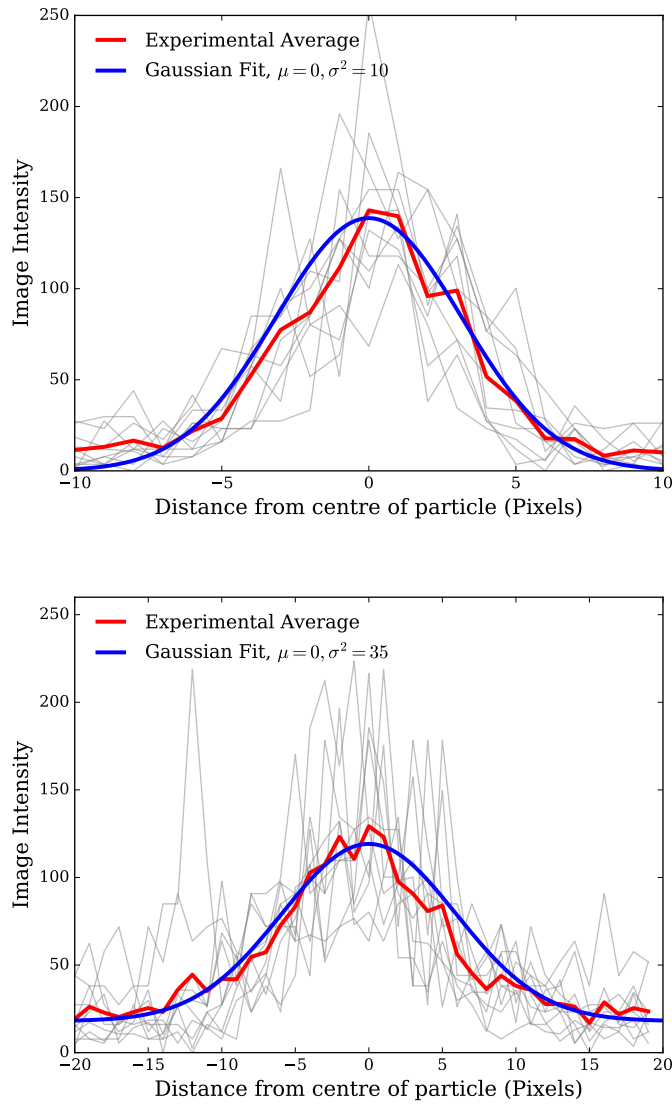 250
200
150
100
50
0
Image Intensity
Experimental Average
Gaussian Fit, μ=0,σ²=10
−10 −5 0 5 10
Distance from centre of particle (Pixels)
250
200
150
100
50
0
Image Intensity
Experimental Average
Gaussian Fit, μ=0,σ²=35
−20 −15 −10 −5 0 5 10 15 20
Distance from centre of particle (Pixels)